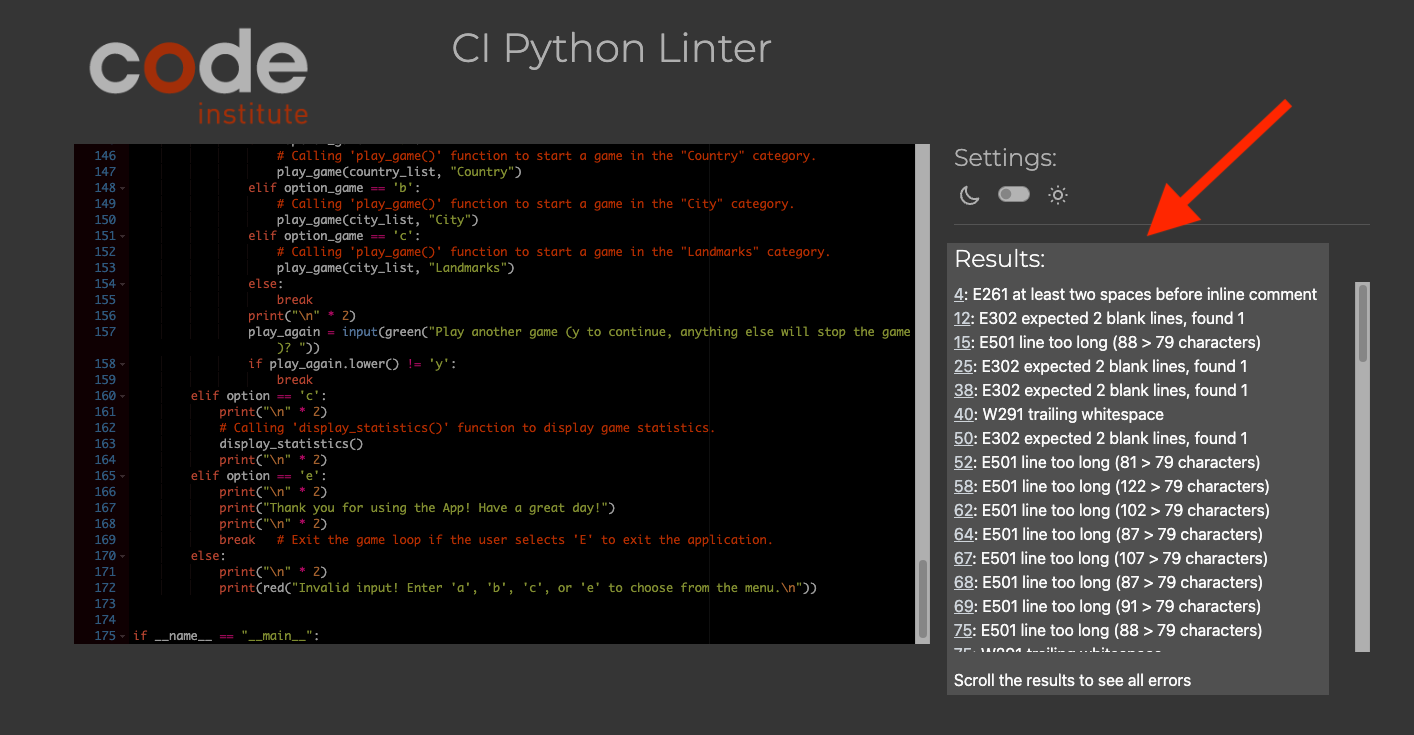 code
institute
CI Python Linter
146
# Calling 'play_game()' function to start a game in the "Country" category.
147 play_game(country_list, "Country")
148 elif option_game == 'b':
149 # Calling 'play_game()' function to start a game in the "City" category.
150 play_game(city_list, "City")
151 elif option_game == 'c':
152 # Calling 'play_game()' function to start a game in the "Landmarks" category.
153 play_game(city_list, "Landmarks")
154 else:
155 break
156 print("\n" * 2)
157 play_again = input(green("Play another game (y to continue, anything else will stop the game
)? "))
158 if play_again.lower() != 'y':
159 break
160 elif option == 'c':
161 print("\n" * 2)
162 # Calling 'display_statistics()' function to display game statistics.
163 display_statistics()
164 print("\n" * 2)
165 elif option == 'e':
166 print("\n" * 2)
167 print("Thank you for using the App! Have a great day!")
168 print("\n" * 2)
169 break # Exit the game loop if the user selects 'E' to exit the application.
170 else:
171 print("\n" * 2)
172 print(red("Invalid input! Enter 'a', 'b', 'c', or 'e' to choose from the menu.\n"))
173
174
175 if __name__ == "__main__":
Settings:
Results:
4: E261 at least two spaces before inline comment
12: E302 expected 2 blank lines, found 1
15: E501 line too long (88 > 79 characters)
25: E302 expected 2 blank lines, found 1
38: E302 expected 2 blank lines, found 1
40: W291 trailing whitespace
50: E302 expected 2 blank lines, found 1
52: E501 line too long (81 > 79 characters)
58: E501 line too long (122 > 79 characters)
62: E501 line too long (102 > 79 characters)
64: E501 line too long (87 > 79 characters)
67: E501 line too long (107 > 79 characters)
68: E501 line too long (87 > 79 characters)
69: E501 line too long (91 > 79 characters)
75: E501 line too long (88 > 79 characters)
75: W291 trailing whitespace
Scroll the results to see all errors